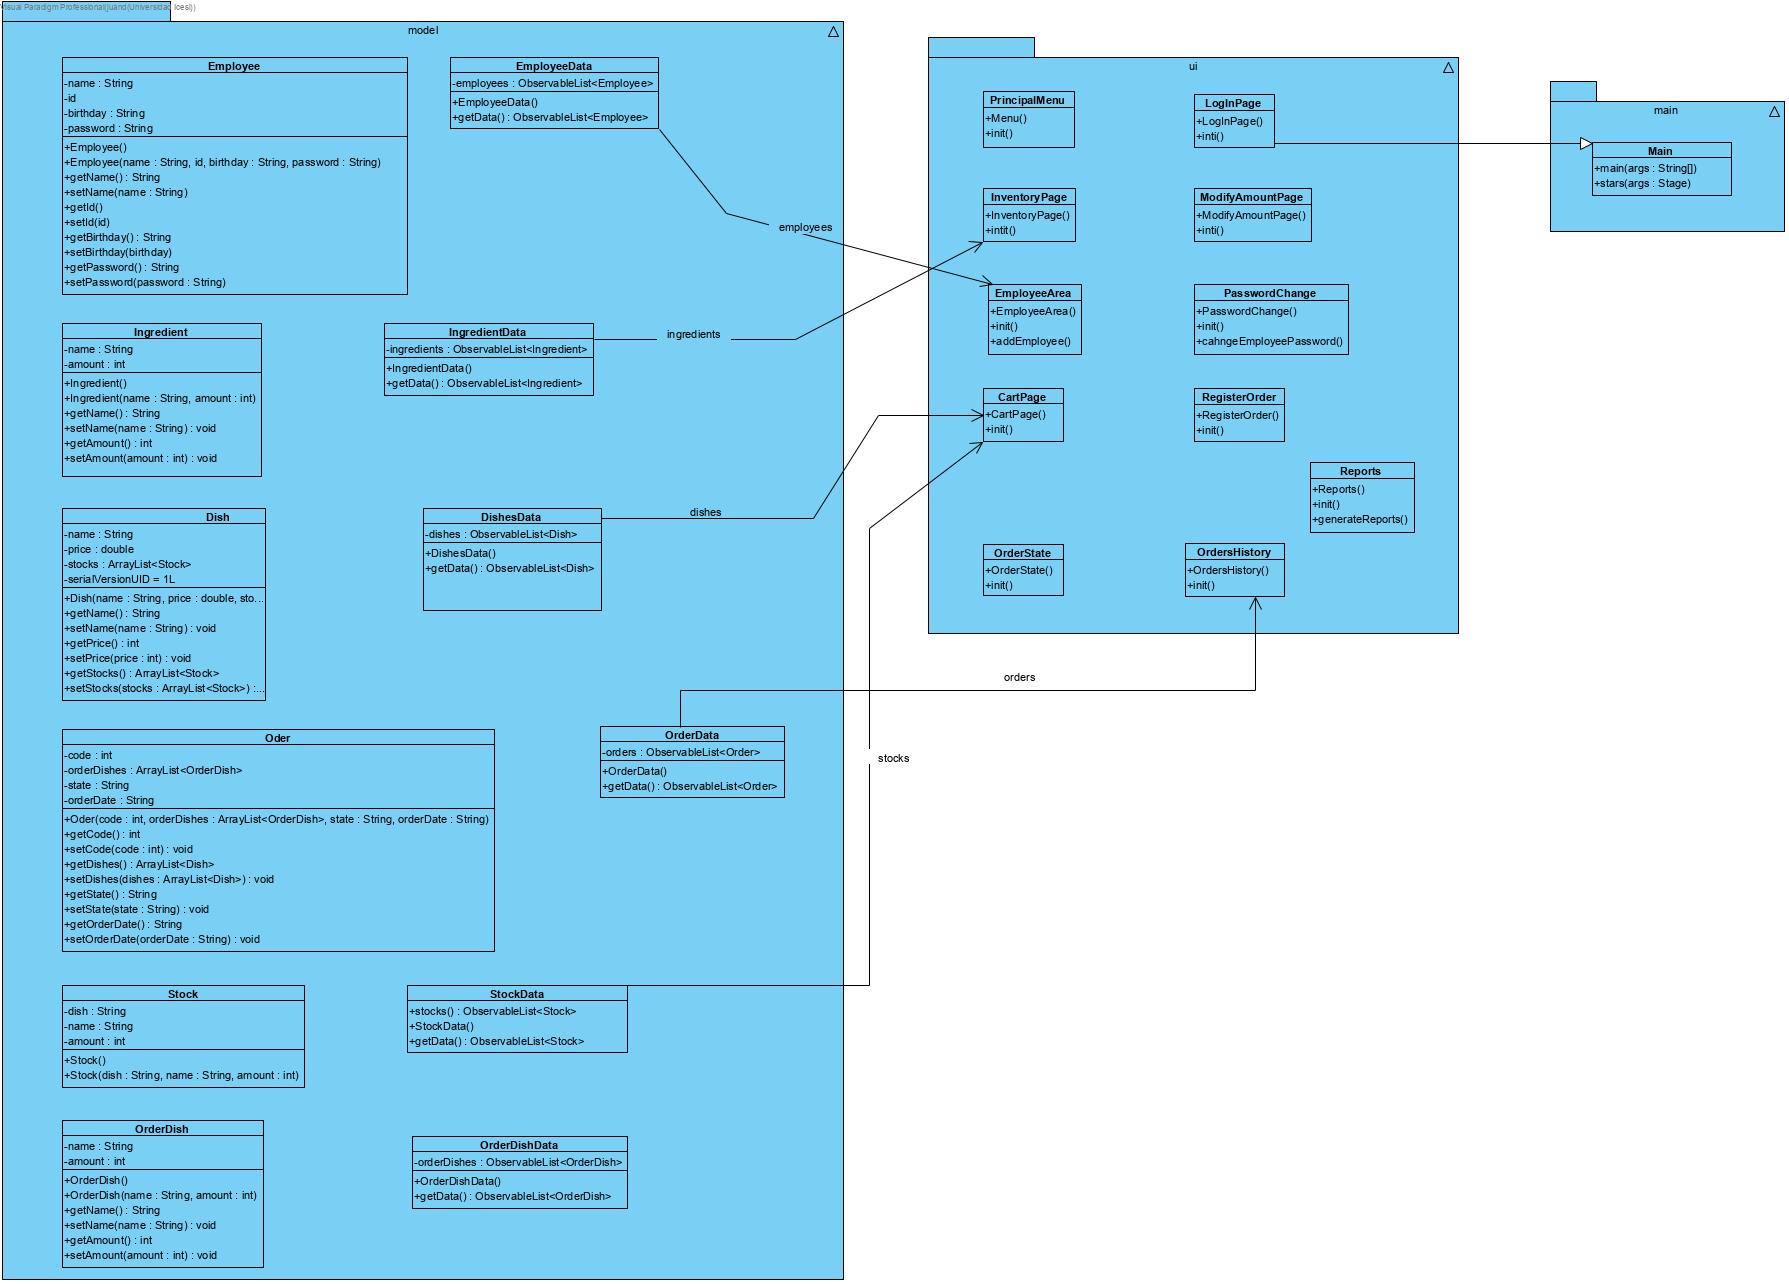 Visual Paradigm Professional(juand(Universidad Icesi))
model
Employee
-name : String
-id
-birthday : String
-password : String
+Employee()
+Employee(name : String, id, birthday : String, password : String)
+getName() : String
+setName(name : String)
+getId()
+setId(id)
+getBirthday() : String
+setBirthday(birthday)
+getPassword() : String
+setPassword(password : String)
EmployeeData
-employees : ObservableList<Employee>
+EmployeeData()
+getData() : ObservableList<Employee>
employees
Ingredient
-name : String
-amount : int
+Ingredient()
+Ingredient(name : String, amount : int)
+getName() : String
+setName(name : String) : void
+getAmount() : int
+setAmount(amount : int) : void
IngredientData
-ingredients : ObservableList<Ingredient>
+IngredientData()
+getData() : ObservableList<Ingredient>
ingredients
Dish
-name : String
-price : double
-stocks : ArrayList<Stock>
-serialVersionUID = 1L
+Dish(name : String, price : double, sto...
+getName() : String
+setName(name : String) : void
+getPrice() : int
+setPrice(price : int) : void
+getStocks() : ArrayList<Stock>
+setStocks(stocks : ArrayList<Stock>) :...
DishesData
-dishes : ObservableList<Dish>
+DishesData()
+getData() : ObservableList<Dish>
dishes
Oder
-code : int
-orderDishes : ArrayList<OrderDish>
-state : String
-orderDate : String
+Oder(code : int, orderDishes : ArrayList<OrderDish>, state : String, orderDate : String)
+getCode() : int
+setCode(code : int) : void
+getDishes() : ArrayList<Dish>
+setDishes(dishes : ArrayList<Dish>) : void
+getState() : String
+setState(state : String) : void
+getOrderDate() : String
+setOrderDate(orderDate : String) : void
OrderData
-orders : ObservableList<Order>
+OrderData()
+getData() : ObservableList<Order>
orders
Stock
-dish : String
-name : String
-amount : int
+Stock()
+Stock(dish : String, name : String, amount : int)
StockData
+stocks() : ObservableList<Stock>
+StockData()
+getData() : ObservableList<Stock>
stocks
OrderDish
-name : String
-amount : int
+OrderDish()
+OrderDish(name : String, amount : int)
+getName() : String
+setName(name : String) : void
+getAmount() : int
+setAmount(amount : int) : void
OrderDishData
-orderDishes : ObservableList<OrderDish>
+OrderDishData()
+getData() : ObservableList<OrderDish>
ui
PrincipalMenu
+Menu()
+init()
LogInPage
+LogInPage()
+inti()
InventoryPage
+InventoryPage()
+intit()
ModifyAmountPage
+ModifyAmountPage()
+inti()
EmployeeArea
+EmployeeArea()
+init()
+addEmployee()
PasswordChange
+PasswordChange()
+init()
+cahngeEmployeePassword()
CartPage
+CartPage()
+init()
RegisterOrder
+RegisterOrder()
+init()
Reports
+Reports()
+init()
+generateReports()
OrderState
+OrderState()
+init()
OrdersHistory
+OrdersHistory()
+init()
main
Main
+main(args : String[])
+stars(args : Stage)